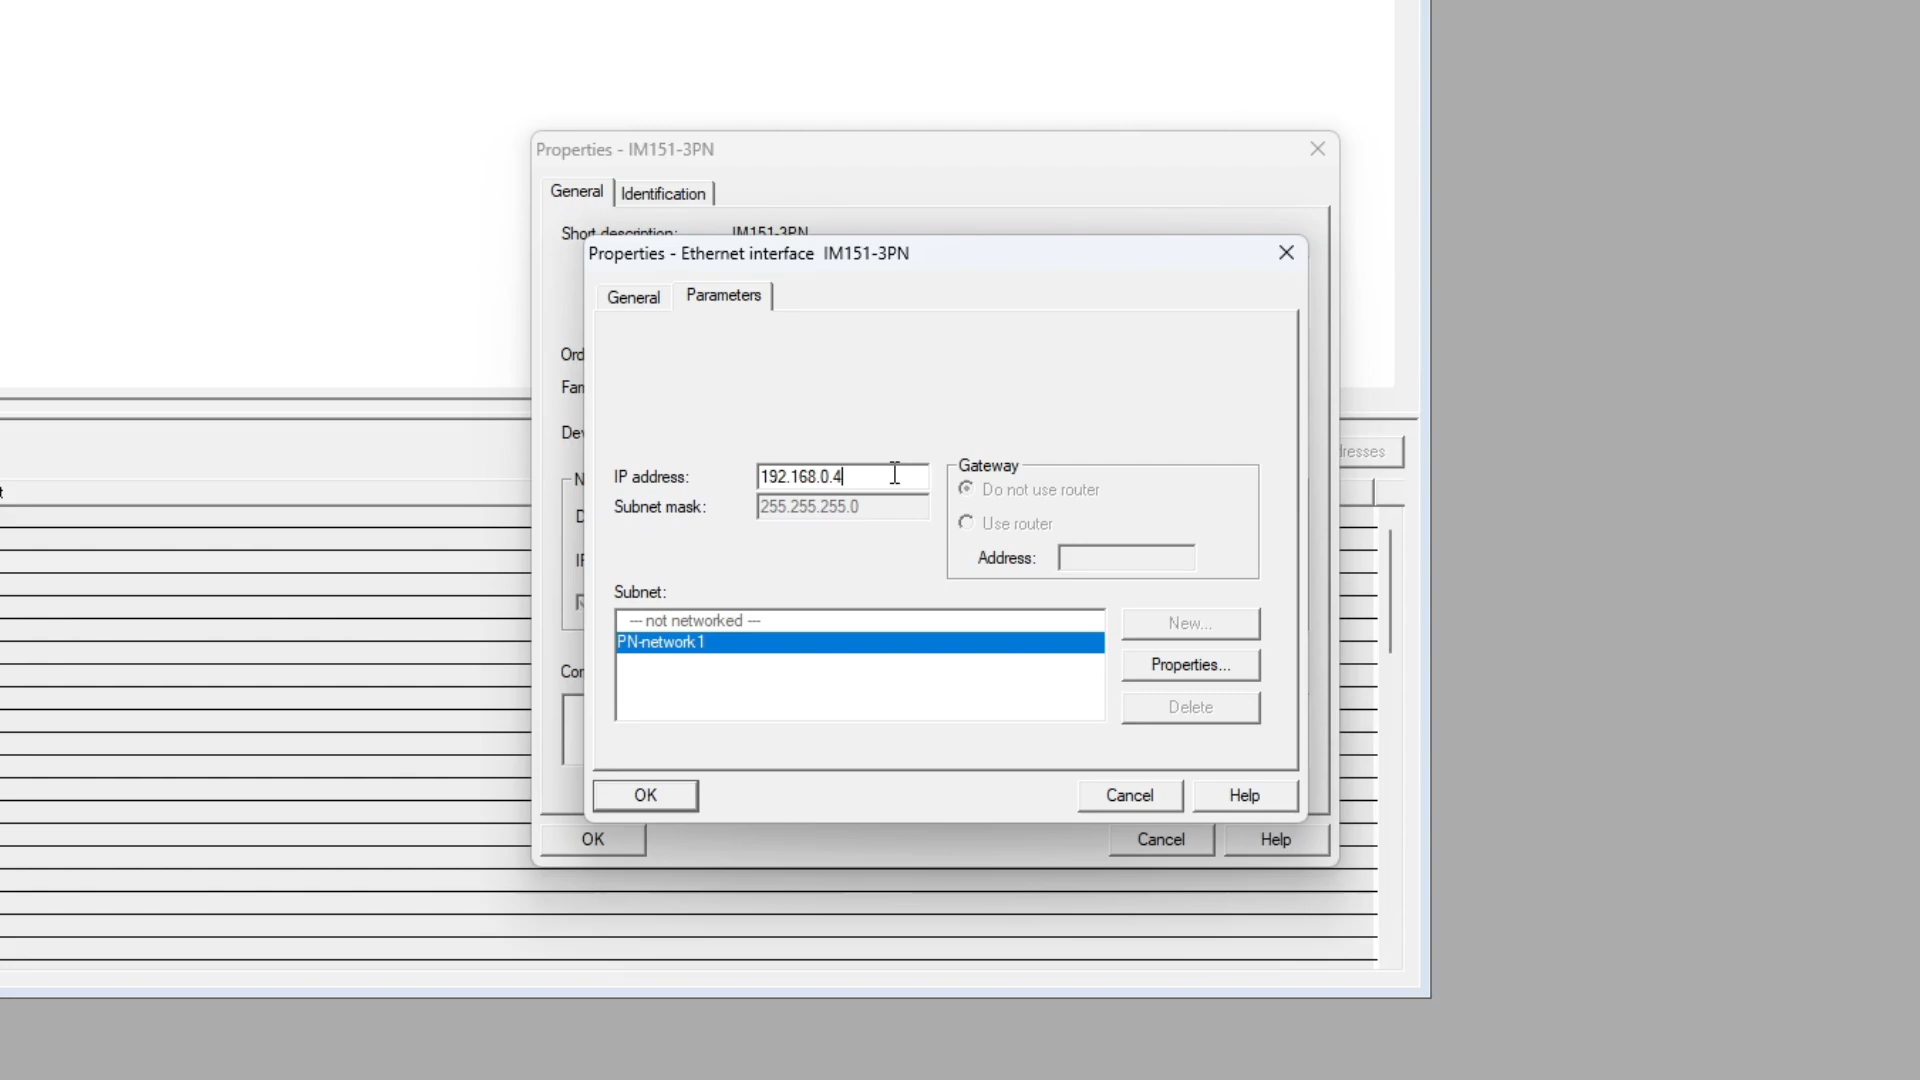 Properties - IM151-3PN
General
Identification
Short description:
IM151-3PN
Properties - Ethernet interface IM151-3PN
General
Parameters
IP address:
192.168.0.4
Subnet mask:
255.255.255.0
Gateway
Do not use router
Use router
Address:
Subnet:
--- not networked ---
PN-network1
New...
Properties...
Delete
OK
Cancel
Help
OK
Cancel
Help